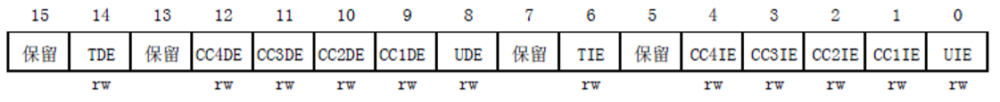 15 14 13 12 11 10 9 8 7 6 5 4 3 2 1 0
保留 TDE 保留 CC4DE CC3DE CC2DE CC1DE UDE 保留 TIE 保留 CC4IE CC3IE CC2IE CC1IE UIE
rw rw rw rw rw rw rw rw rw rw rw rw